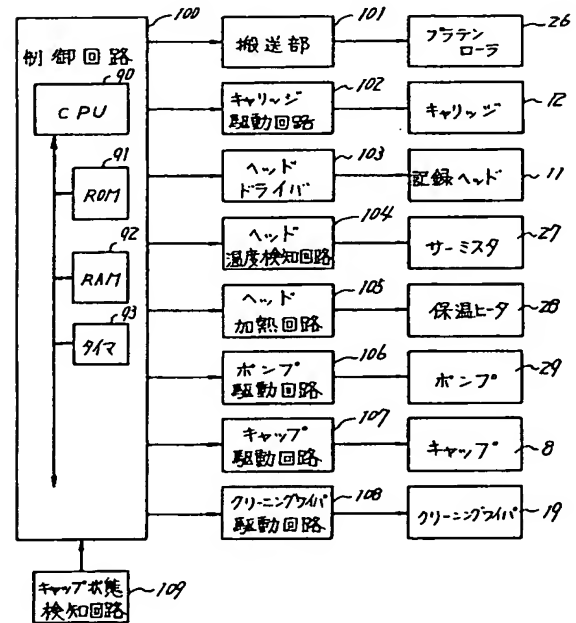 100
制御回路
90
CPU
91
ROM
92
RAM
93
タイマ
101
搬送部
26
プラテン
ローラ
102
キャリッジ
駆動回路
キャリッジ
12
103
ヘッド
ドライバ
記録ヘッド
11
104
ヘッド
温度検知回路
サーミスタ
27
105
ヘッド
加熱回路
保温ヒータ
28
106
ポンプ
駆動回路
ポンプ
29
107
キャップ
駆動回路
キャップ
8
108
クリーニングワイパ
駆動回路
クリーニングワイパ
19
キャップ状態
検知回路
109